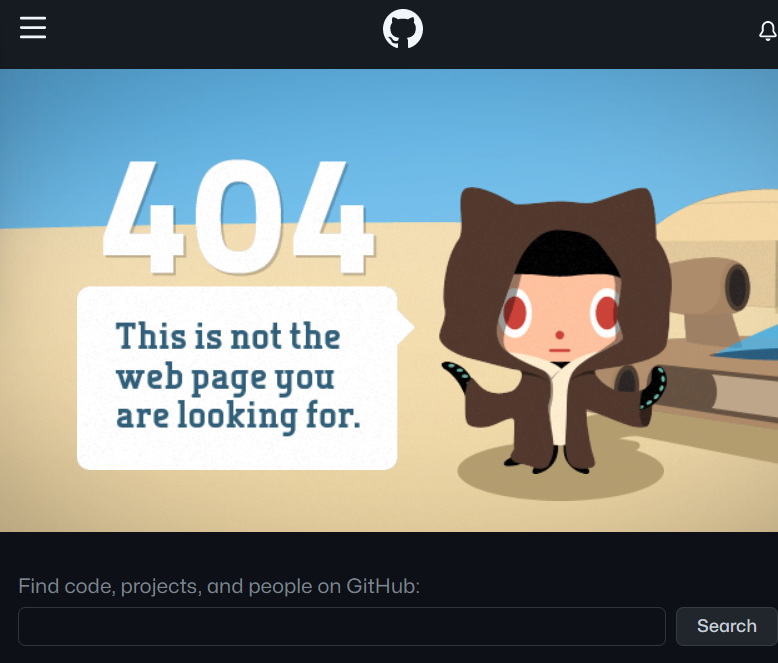 404
This is not the
web page you
are looking for.
Find code, projects, and people on GitHub:
Search